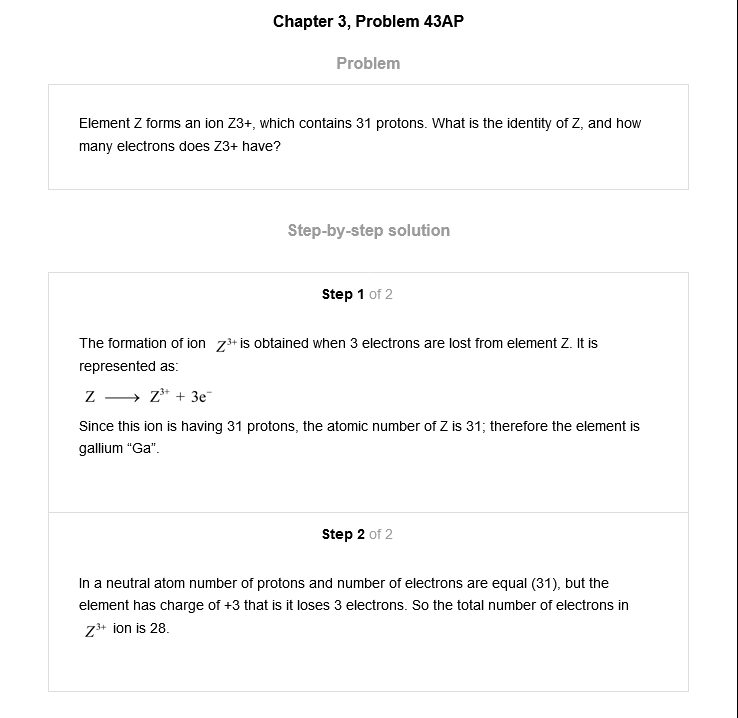 Chapter 3, Problem 43AP
Problem
Element Z forms an ion Z3+, which contains 31 protons. What is the identity of Z, and how
many electrons does Z3+ have?
Step-by-step solution
Step 1 of 2
The formation of ion Z³⁺ is obtained when 3 electrons are lost from element Z. It is
represented as:
Z ⟶ Z³⁺ + 3e⁻
Since this ion is having 31 protons, the atomic number of Z is 31; therefore the element is
gallium “Ga”.
Step 2 of 2
In a neutral atom number of protons and number of electrons are equal (31), but the
element has charge of +3 that is it loses 3 electrons. So the total number of electrons in
Z³⁺ ion is 28.